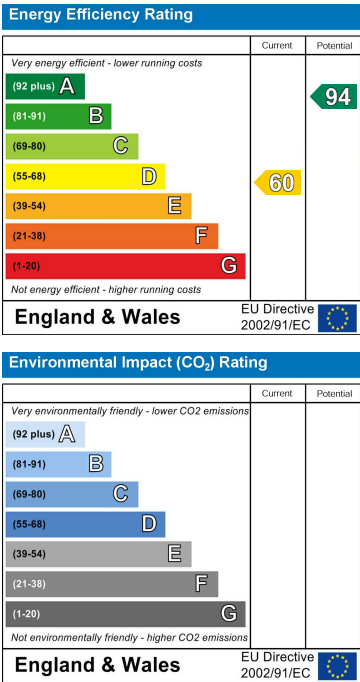 Energy Efficiency Rating
Current Potential
Very energy efficient - lower running costs
(92 plus) A
94
(81-91) B
(69-80) C
(55-68) D
60
(39-54) E
(21-38) F
(1-20) G
Not energy efficient - higher running costs
England & Wales
EU Directive
2002/91/EC
Environmental Impact (CO₂) Rating
Current Potential
Very environmentally friendly - lower CO2 emissions
(92 plus) A
(81-91) B
(69-80) C
(55-68) D
(39-54) E
(21-38) F
(1-20) G
Not environmentally friendly - higher CO2 emissions
England & Wales
EU Directive
2002/91/EC